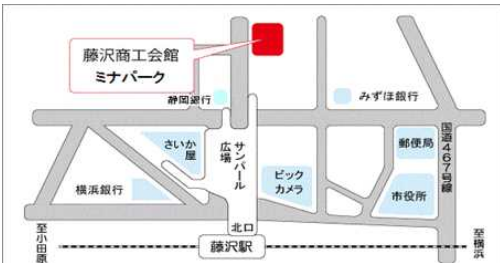 藤沢商工会館
ミナパーク
静岡銀行
みずほ銀行
さいか
屋
サンパール
広場
ビック
カメラ
郵便局
国道467号線
横浜銀行
市役所
北口
至小田原
藤沢駅
至横浜